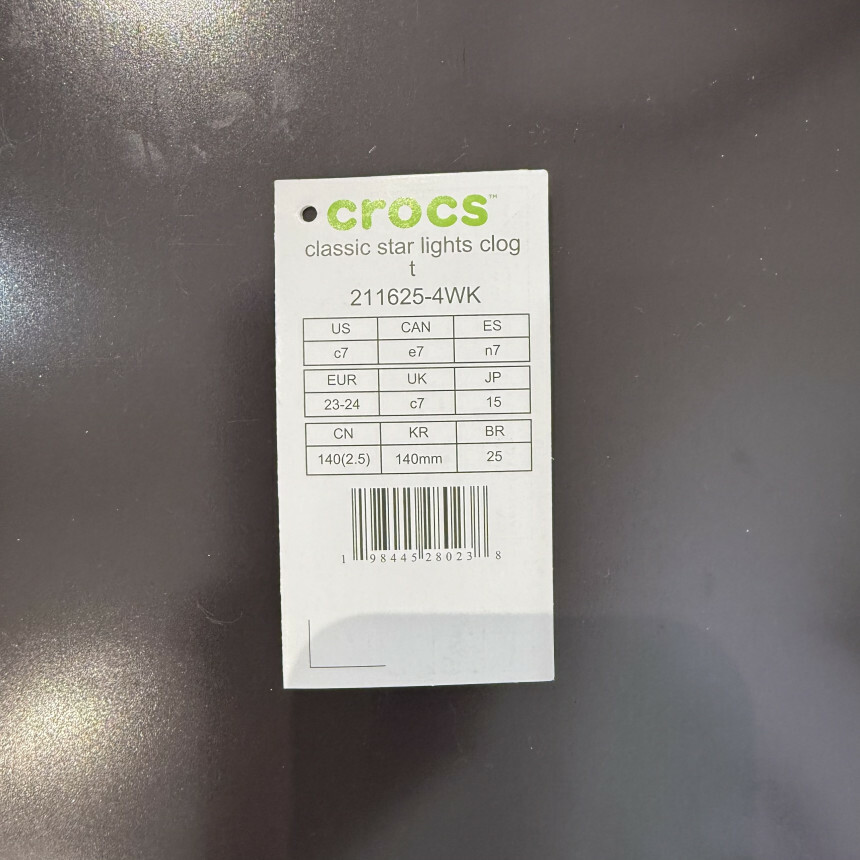 crocs™
classic star lights clog
t
211625-4WK
US CAN ES
c7 e7 n7
EUR UK JP
23-24 c7 15
CN KR BR
140(2.5) 140mm 25
1 98445 28023 8